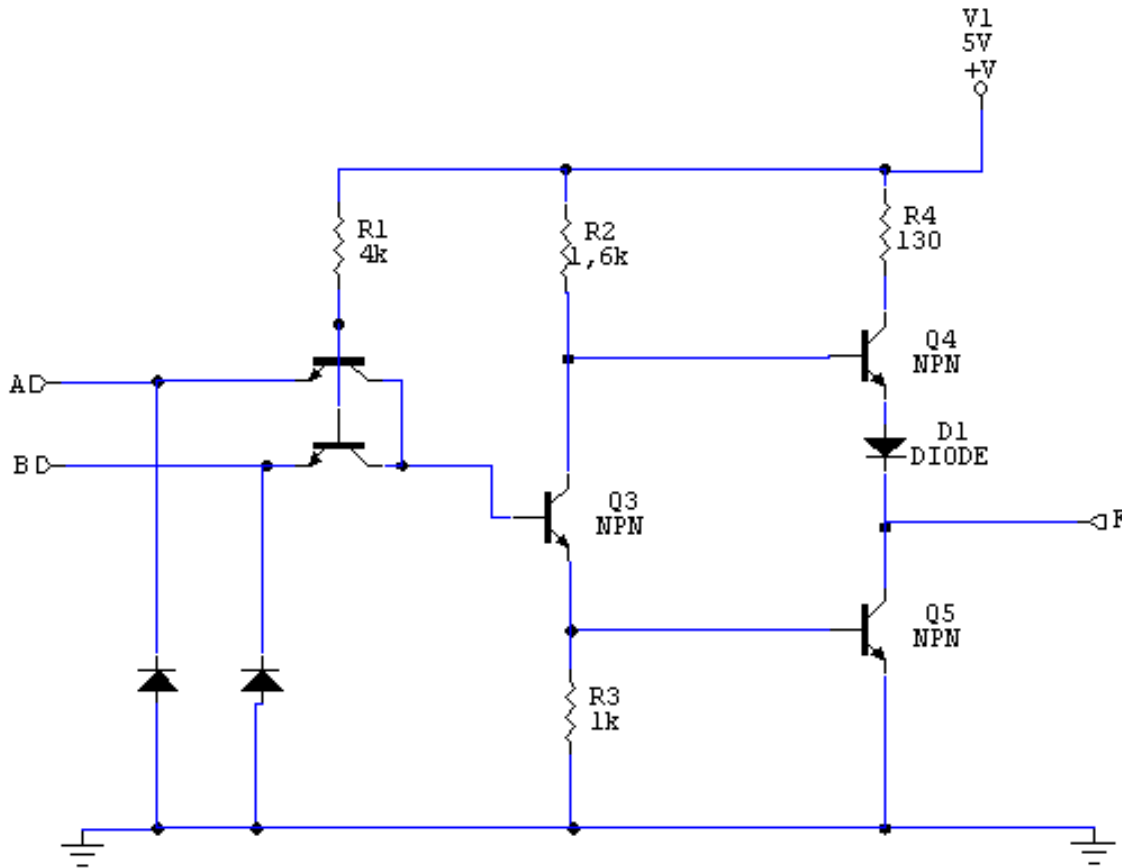 V1
5V
+V
R1
4k
R2
1,6k
R4
130
Q4
NPN
A
B
D1
DIODE
Q3
NPN
F
Q5
NPN
R3
1k